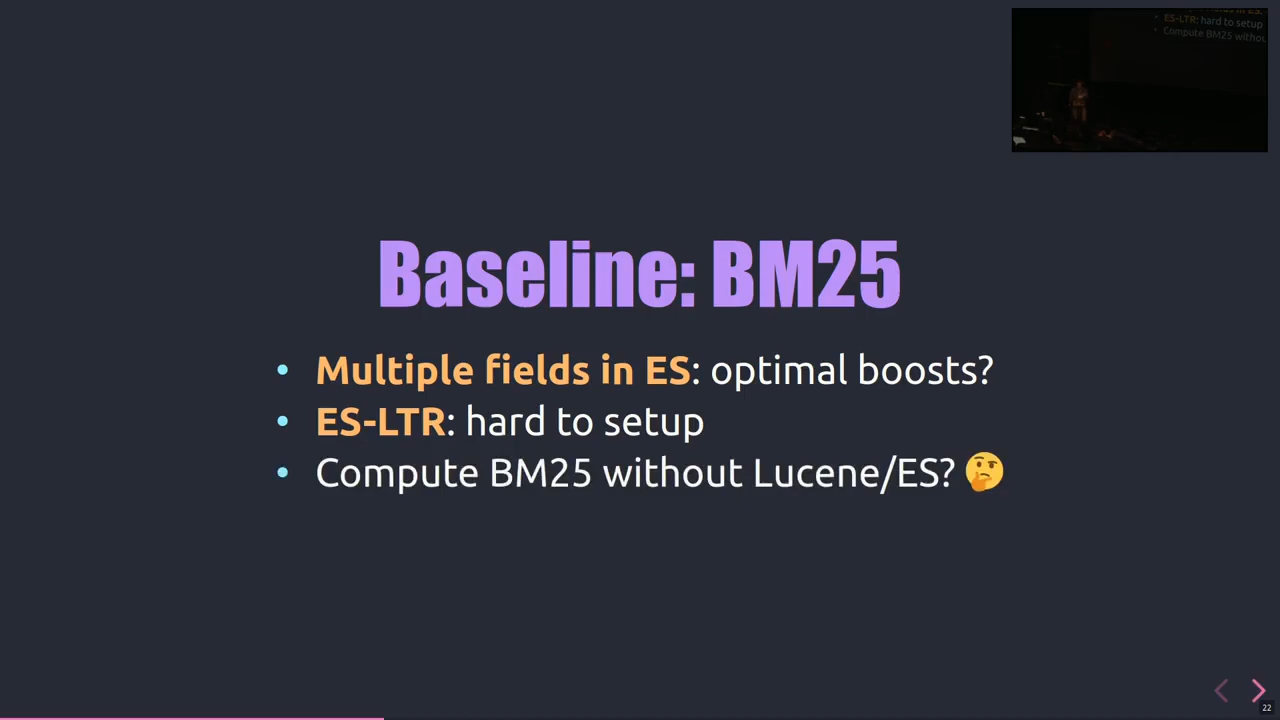 ES-LTR: hard to setup
Compute BM25 withou
Baseline: BM25
• Multiple fields in ES: optimal boosts?
• ES-LTR: hard to setup
• Compute BM25 without Lucene/ES? 🤔
22